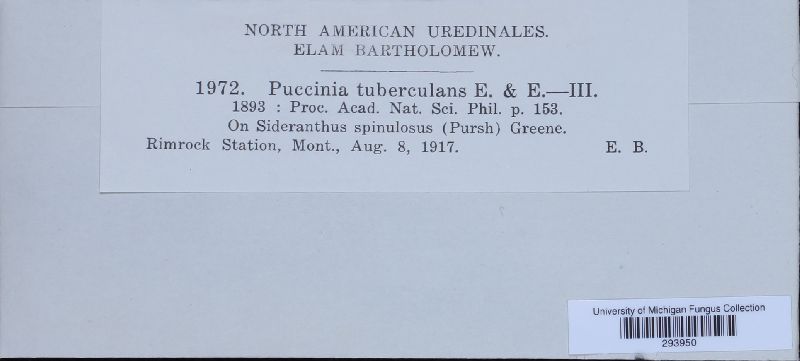 NORTH AMERICAN UREDINALES.
ELAM BARTHOLOMEW.
1972. Puccinia tuberculans E. & E.—III.
1893 : Proc. Acad. Nat. Sci. Phil. p. 153.
On Sideranthus spinulosus (Pursh) Greene.
Rimrock Station, Mont., Aug. 8, 1917. E. B.
University of Michigan Fungus Collection
293950